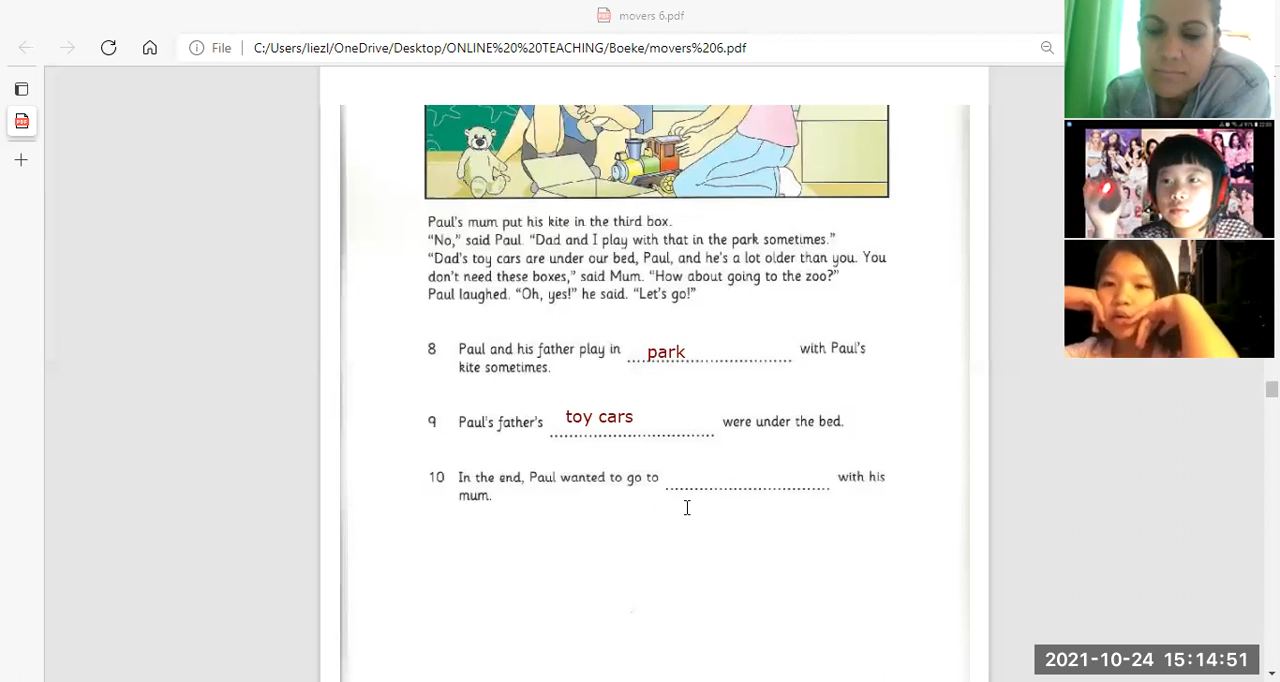 movers 6.pdf
File C:/Users/liezl/OneDrive/Desktop/ONLINE%20%20TEACHING/Boeke/movers%206.pdf
Paul's mum put his kite in the third box.
“No,” said Paul. “Dad and I play with that in the park sometimes.”
“Dad's toy cars are under our bed, Paul, and he's a lot older than you. You
don't need these boxes,” said Mum. “How about going to the zoo?”
Paul laughed. “Oh, yes!” he said. “Let's go!”
8 Paul and his father play in park with Paul's
kite sometimes.
9 Paul's father's toy cars were under the bed.
10 In the end, Paul wanted to go to with his
mum.
2021-10-24 15:14:51